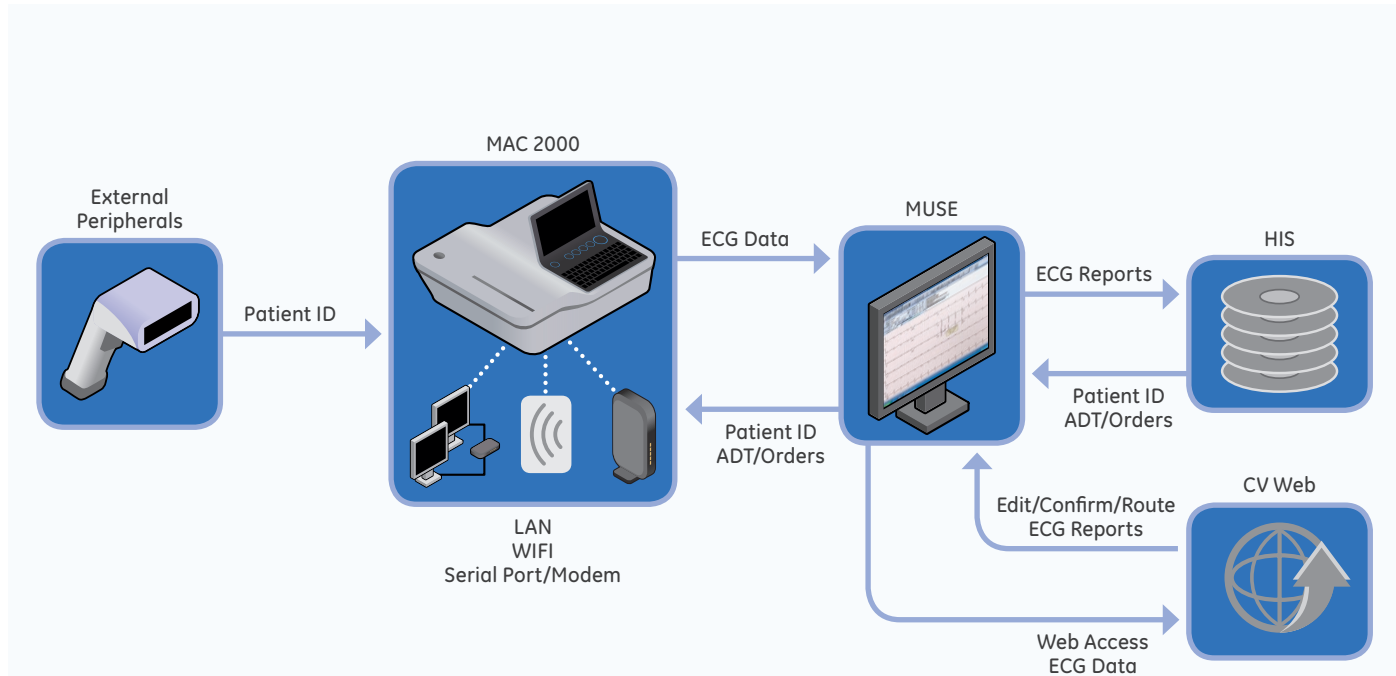 MAC 2000
External
Peripherals
MUSE
HIS
ECG Data
ECG Reports
Patient ID
Patient ID
ADT/Orders
Patient ID
ADT/Orders
CV Web
Edit/Confirm/Route
ECG Reports
LAN
WIFI
Serial Port/Modem
Web Access
ECG Data